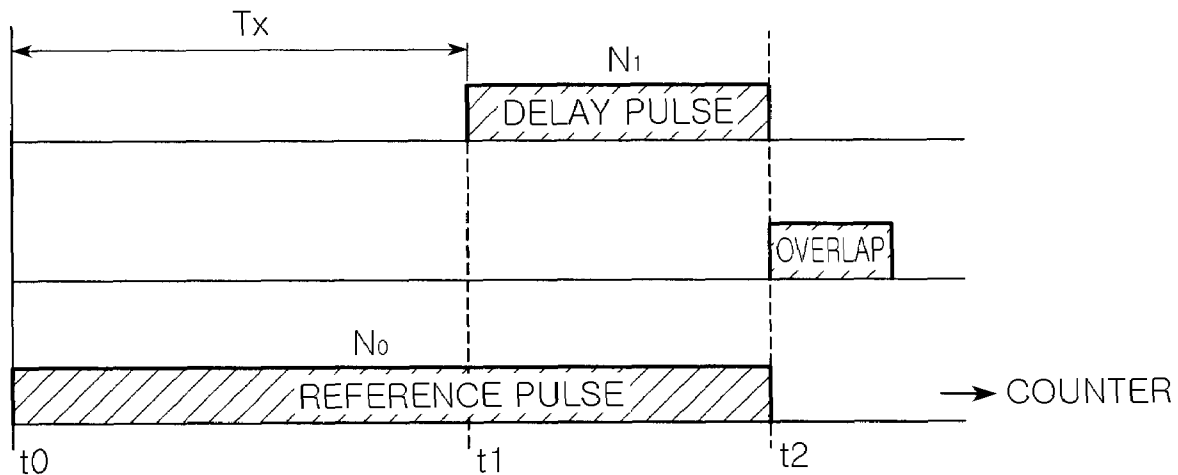 Tx
N1
DELAY PULSE
OVERLAP
N0
REFERENCE PULSE
COUNTER
t0
t1
t2